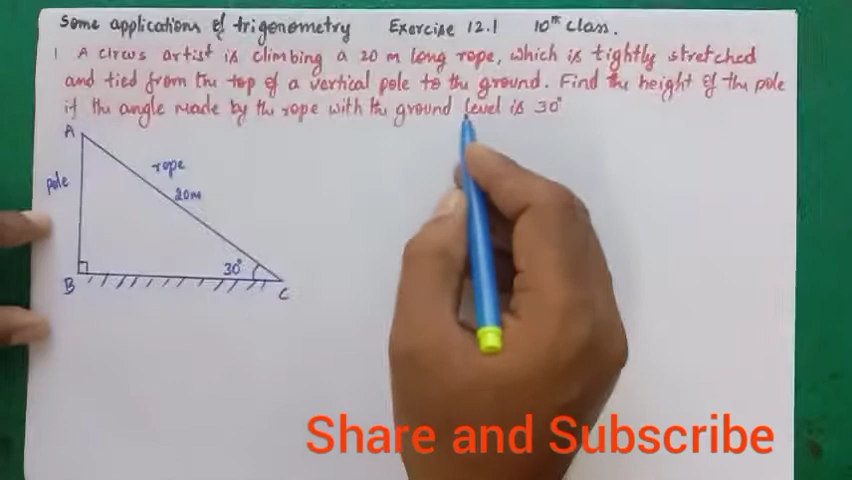 Some applications of trigonometry Exercise 12.1 10th Class.
1 A circus artist is climbing a 20 m long rope, which is tightly stretched
and tied from the top of a vertical pole to the ground. Find the height of the pole
if the angle made by the rope with the ground level is 30°
A
rope
pole
20m
30°
B
C
Share and Subscribe